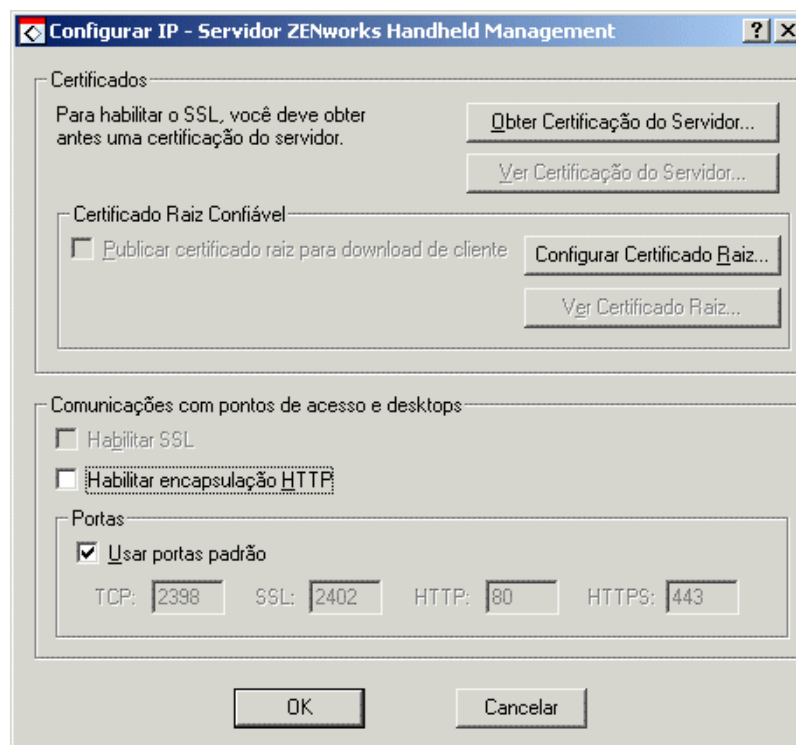 Configurar IP - Servidor ZENworks Handheld Management
Certificados
Para habilitar o SSL, você deve obter
antes uma certificação do servidor.
Obter Certificação do Servidor...
Ver Certificação do Servidor...
Certificado Raiz Confiável
Publicar certificado raiz para download de cliente
Configurar Certificado Raiz...
Ver Certificado Raiz...
Comunicações com pontos de acesso e desktops
Habilitar SSL
Habilitar encapsulação HTTP
Portas
Usar portas padrão
TCP: 2398 SSL: 2402 HTTP: 80 HTTPS: 443
OK Cancelar